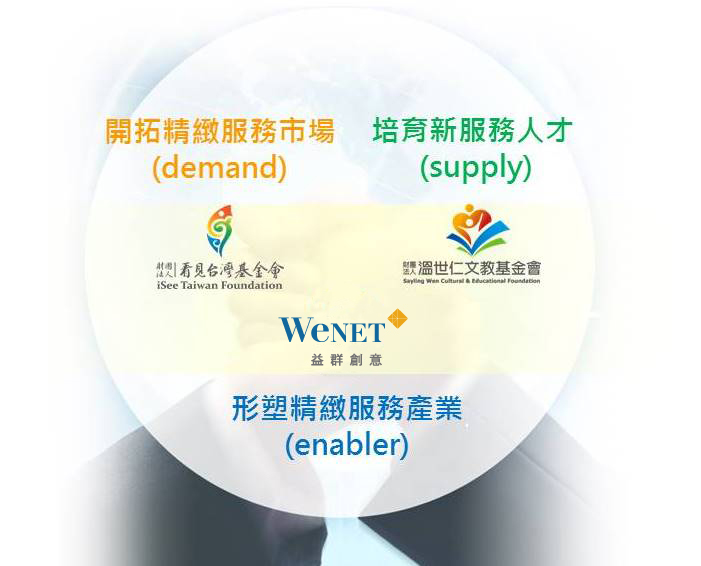 開拓精緻服務市場
(demand)
培育新服務人才
(supply)
財團法人 看見台灣基金會
iSee Taiwan Foundation
財團法人 溫世仁文教基金會
Sayling Wen Cultural & Educational Foundation
WeNET
益群創意
形塑精緻服務產業
(enabler)